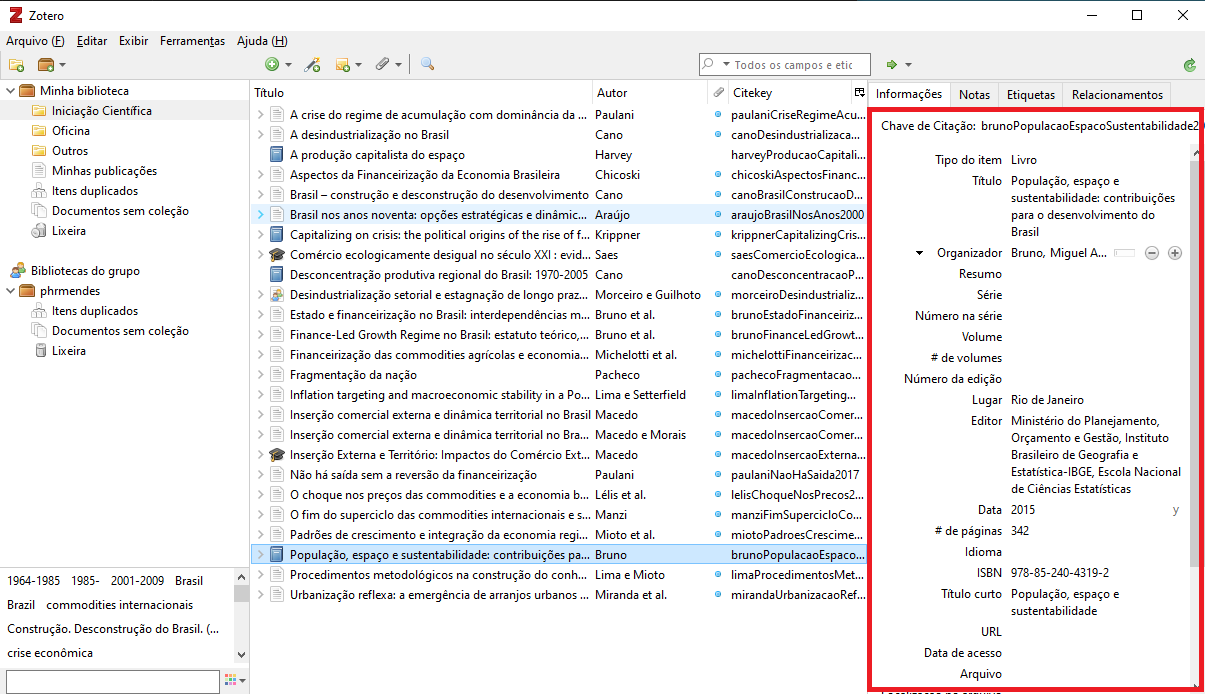 Zotero
Arquivo (F) Editar Exibir Ferramentas Ajuda (H)
Todos os campos e etic
Minha biblioteca
Iniciação Científica
Oficina
Outros
Minhas publicações
Itens duplicados
Documentos sem coleção
Lixeira
Bibliotecas do grupo
phrmendes
Itens duplicados
Documentos sem coleção
Lixeira
1964-1985 1985- 2001-2009 Brasil
Brazil commodities internacionais
Construção. Desconstrução do Brasil. (...
crise econômica
Título Autor Citekey
A crise do regime de acumulação com dominância da ... Paulani paulaniCriseRegimeAcu...
A desindustrialização no Brasil Cano canoDesindustrializaca...
A produção capitalista do espaço Harvey harveyProducaoCapitali...
Aspectos da Financeirização da Economia Brasileira Chicoski chicoskiAspectosFinanc...
Brasil – construção e desconstrução do desenvolvimento Cano canoBrasilConstrucaoD...
Brasil nos anos noventa: opções estratégicas e dinâmic... Araújo araujoBrasilNosAnos2000
Capitalizing on crisis: the political origins of the rise of f... Krippner krippnerCapitalizingCris...
Comércio ecologicamente desigual no século XXI : evid... Saes saesComercioEcologica...
Desconcentração produtiva regional do Brasil: 1970-2005 Cano canoDesconcentracaoP...
Desindustrialização setorial e estagnação de longo praz... Morceiro e Guilhoto morceiroDesindustrializ...
Estado e financeirização no Brasil: interdependências m... Bruno et al. brunoEstadoFinanceiriz...
Finance-Led Growth Regime no Brasil: estatuto teórico,... Bruno et al. brunoFinanceLedGrowt...
Financeirização das commodities agrícolas e economia... Michelotti et al. michelottiFinanceirizac...
Fragmentação da nação Pacheco pachecoFragmentacao...
Inflation targeting and macroeconomic stability in a Po... Lima e Setterfield limaInflationTargeting...
Inserção comercial externa e dinâmica territorial no Brasil Macedo macedoInsercaoComer...
Inserção comercial externa e dinâmica territorial no Bra... Macedo e Morais macedoInsercaoComer...
Inserção Externa e Território: Impactos do Comércio Ext... Macedo macedoInsercaoExterna...
Não há saída sem a reversão da financeirização Paulani paulaniNaoHaSaida2017
O choque nos preços das commodities e a economia b... Lélis et al. lelisChoqueNosPrecos2...
O fim do superciclo das commodities internacionais e s... Manzi manziFimSupercicloCo...
Padrões de crescimento e integração da economia regi... Mioto et al. miotoPadroesCrescime...
População, espaço e sustentabilidade: contribuições pa... Bruno brunoPopulacaoEspaco...
Procedimentos metodológicos na construção do conh... Lima e Mioto limaProcedimentosMet...
Urbanização reflexa: a emergência de arranjos urbanos ... Miranda et al. mirandaUrbanizacaoRef...
Informações Notas Etiquetas Relacionamentos
Chave de Citação: brunoPopulacaoEspacoSustentabilidade2
Tipo do item Livro
Título População, espaço e
sustentabilidade: contribuições
para o desenvolvimento do
Brasil
Organizador Bruno, Miguel A...
Resumo
Série
Número na série
Volume
# de volumes
Número da edição
Lugar Rio de Janeiro
Editor Ministério do Planejamento,
Orçamento e Gestão, Instituto
Brasileiro de Geografia e
Estatística-IBGE, Escola Nacional
de Ciências Estatísticas
Data 2015 y
# de páginas 342
Idioma
ISBN 978-85-240-4319-2
Título curto População, espaço e
sustentabilidade
URL
Data de acesso
Arquivo